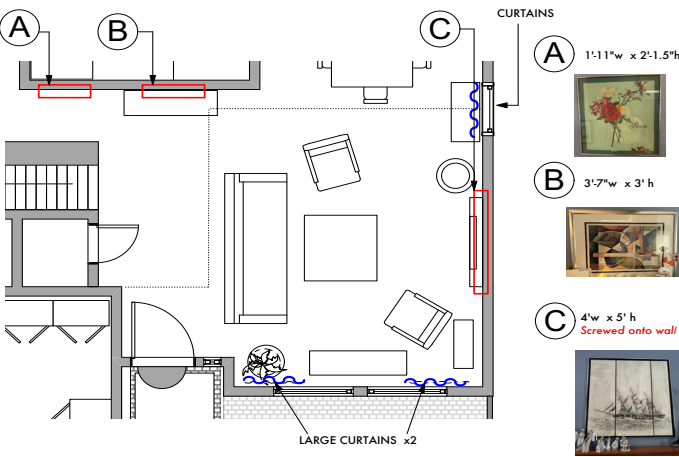 CURTAINS
A
B
C
A
1'-11"w x 2'-1.5"h
B
3'-7"w x 3' h
C
4'w x 5' h
Screwed onto wall
LARGE CURTAINS x2